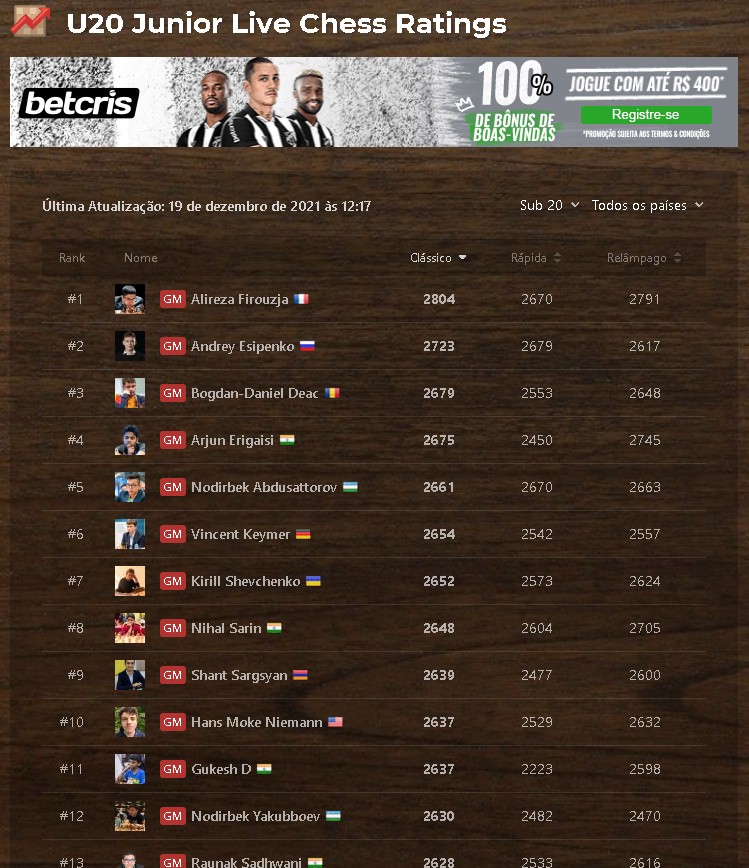 U20 Junior Live Chess Ratings
betcris
100%
DE BÔNUS DE
BOAS-VINDAS
JOGUE COM ATÉ R$ 400*
Registre-se
*PROMOÇÃO SUJEITA AOS TERMOS & CONDIÇÕES
Última Atualização: 19 de dezembro de 2021 às 12:17 Sub 20 Todos os países
Rank Nome Clássico Rápida Relâmpago
#1 GM Alireza Firouzja 2804 2670 2791
#2 GM Andrey Esipenko 2723 2679 2617
#3 GM Bogdan-Daniel Deac 2679 2553 2648
#4 GM Arjun Erigaisi 2675 2450 2745
#5 GM Nodirbek Abdusattorov 2661 2670 2663
#6 GM Vincent Keymer 2654 2542 2557
#7 GM Kirill Shevchenko 2652 2573 2624
#8 GM Nihal Sarin 2648 2604 2705
#9 GM Shant Sargsyan 2639 2477 2600
#10 GM Hans Moke Niemann 2637 2529 2632
#11 GM Gukesh D 2637 2223 2598
#12 GM Nodirbek Yakubboev 2630 2482 2470
#13 GM Raunak Sadhwani 2628 2533 2616